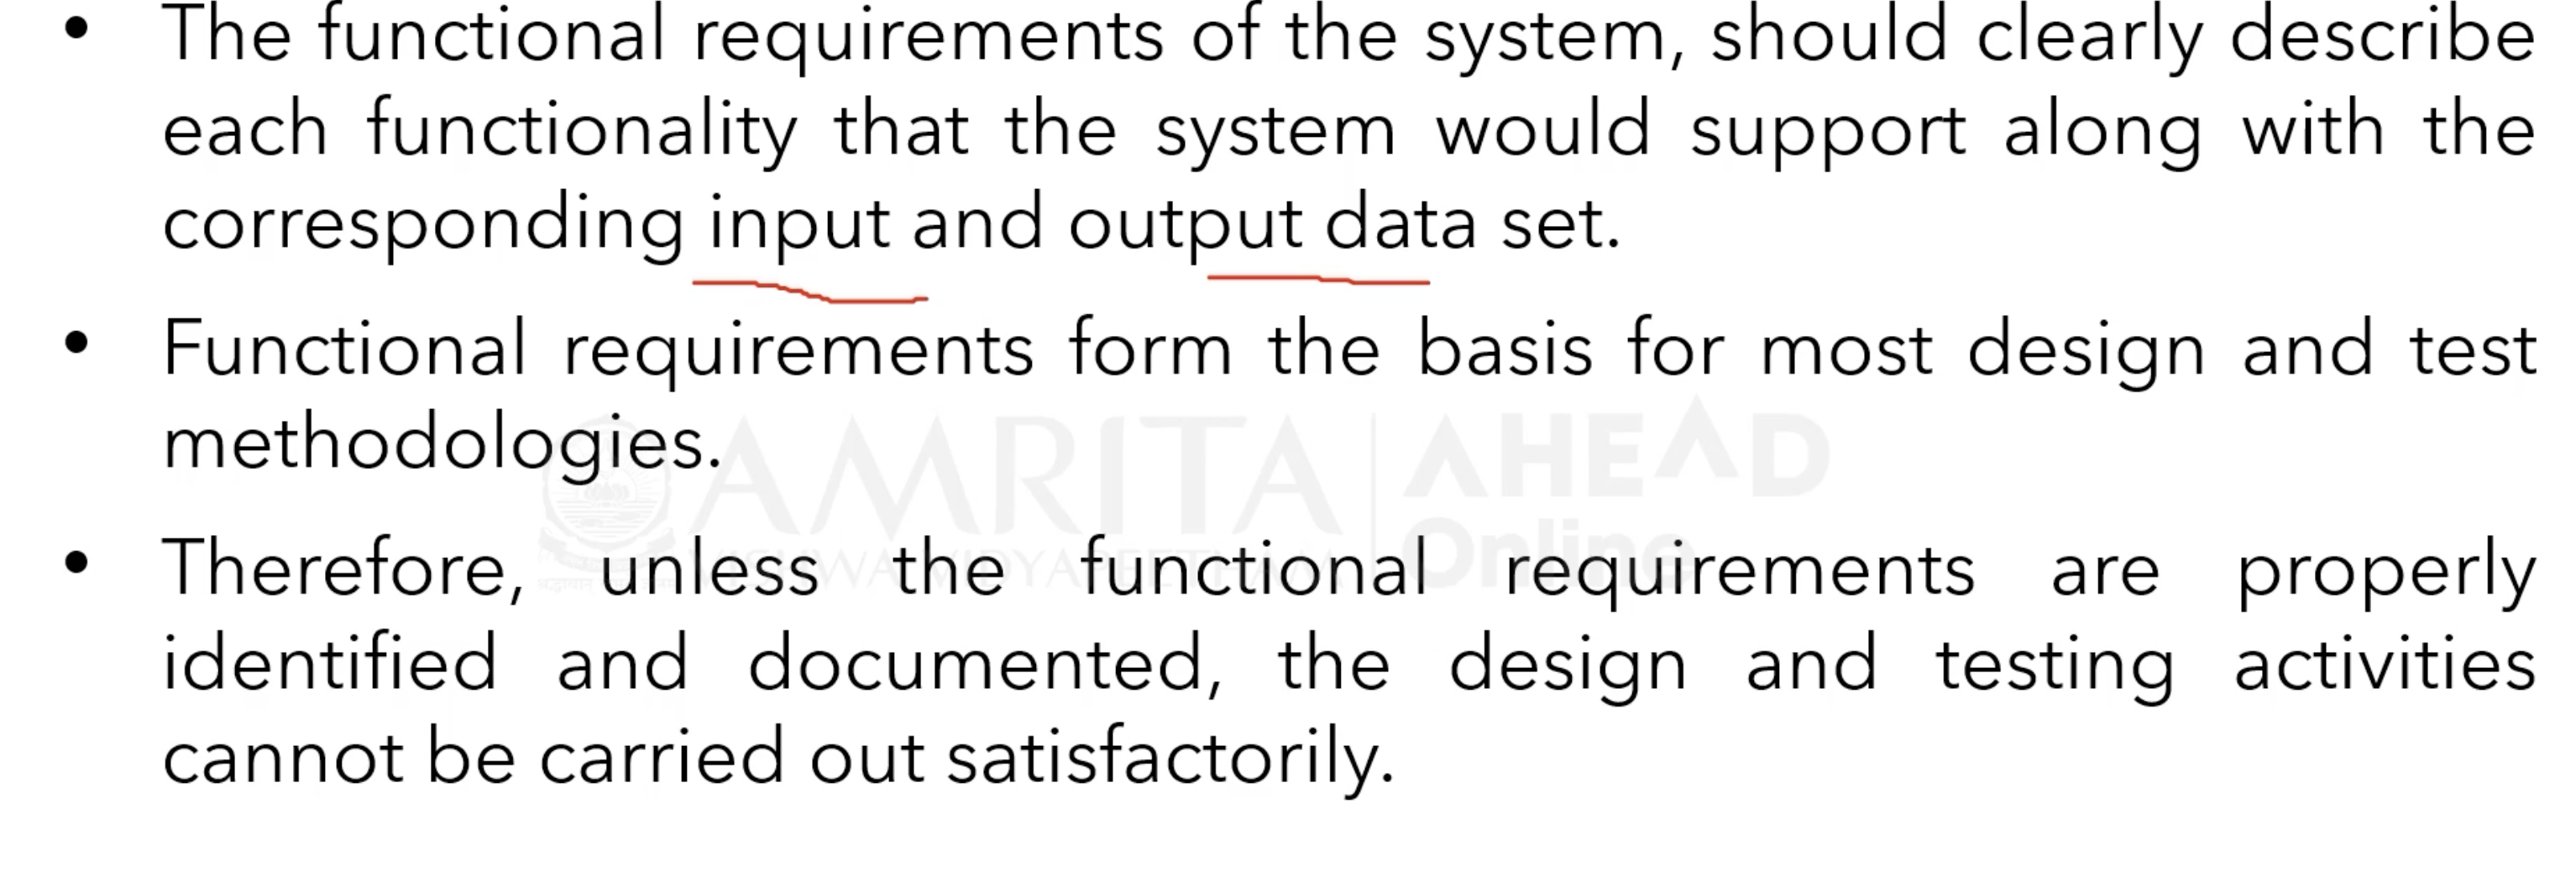 • The functional requirements of the system, should clearly describe
each functionality that the system would support along with the
corresponding input and output data set.
• Functional requirements form the basis for most design and test
methodologies.
AMRITA AHEAD
VISHWA VIDYAPEETHAM Online
• Therefore, unless the functional requirements are properly
identified and documented, the design and testing activities
cannot be carried out satisfactorily.